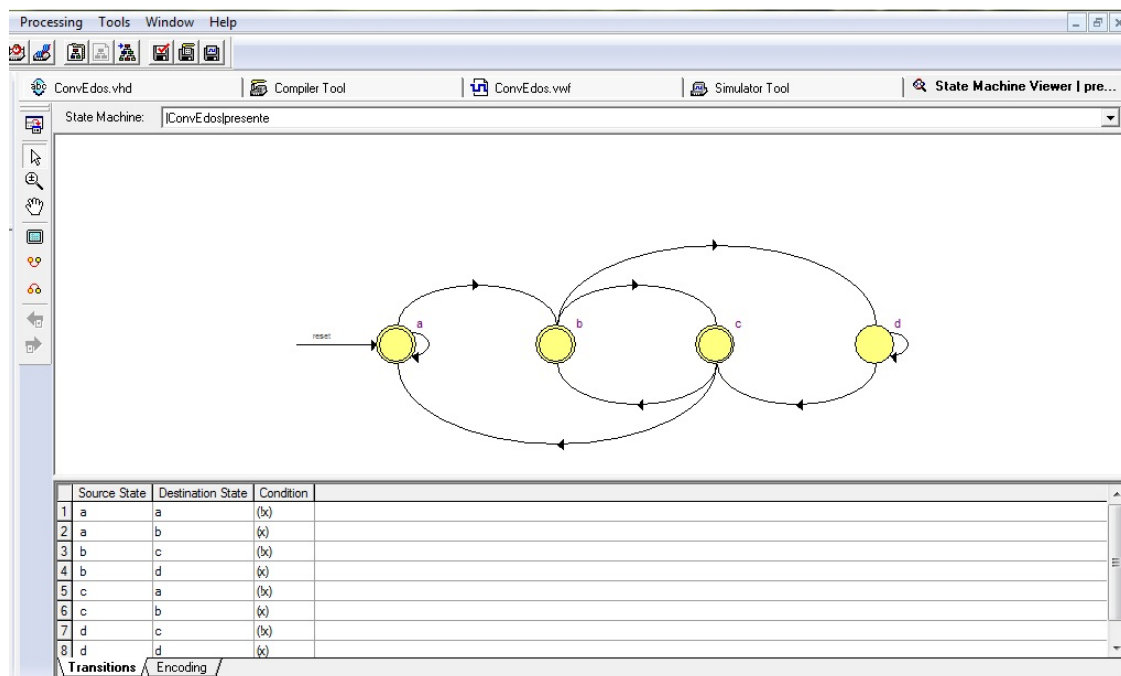 Processing Tools Window Help
ConvEdos.vhd Compiler Tool ConvEdos.vwf Simulator Tool State Machine Viewer | pre...
State Machine: |ConvEdos|presente
a b c d
reset
Source State Destination State Condition
1 a a (!x)
2 a b (x)
3 b c (!x)
4 b d (x)
5 c a (!x)
6 c b (x)
7 d c (!x)
8 d d (x)
Transitions Encoding